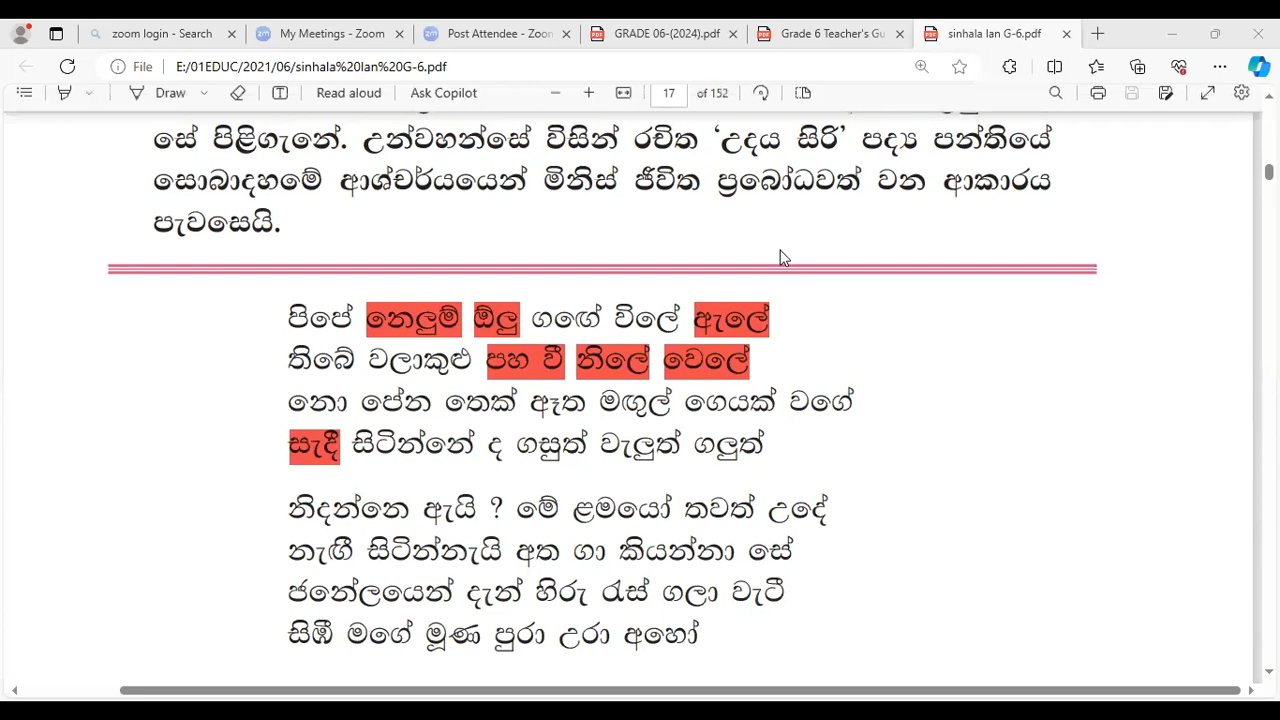 zoom login - Search
My Meetings - Zoom
Post Attendee - Zoon
GRADE 06-(2024).pdf
Grade 6 Teacher's Gu
sinhala lan G-6.pdf
File
E:/01EDUC/2021/06/sinhala%20lan%20G-6.pdf
Draw
Read aloud
Ask Copilot
17 of 152
සේ පිළිගැනේ. උන්වහන්සේ විසින් රචිත ‘උදය සිරි’ පද්‍ය පන්තියේ
සොබාදහමේ ආශ්චර්යයෙන් මිනිස් ජීවිත ප්‍රබෝධවත් වන ආකාරය
පැවසෙයි.
පිපේ නෙලුම් ඕලු ගඟේ විලේ ඇලේ
තිබේ වලාකුළු පහ වී නිලේ වෙලේ
නො පේන තෙක් ඈත මඟුල් ගෙයක් වගේ
සැදී සිටින්නේ ද ගසුත් වැලුත් ගලුත්
නිදන්නෙ ඇයි ? මේ ළමයෝ තවත් උදේ
නැඟී සිටින්නැයි අත ගා කියන්නා සේ
ජනේලයෙන් දැන් හිරු රැස් ගලා වැටී
සිඹී මගේ මූණ පුරා උරා අහෝ